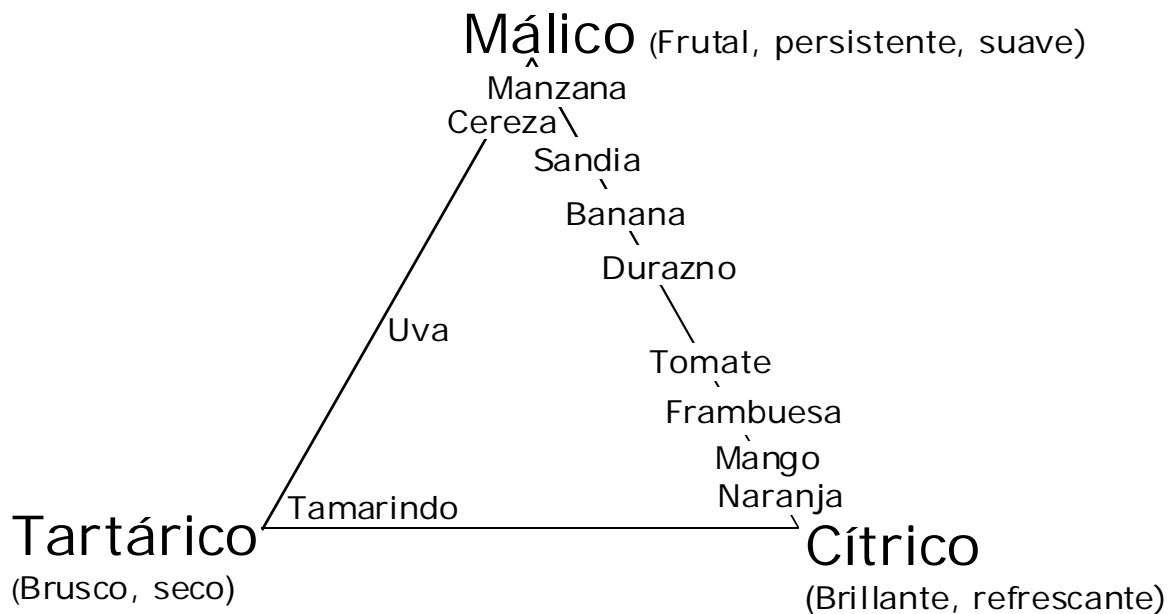 Málico (Frutal, persistente, suave)
Manzana
Cereza
Sandia
Banana
Durazno
Uva
Tomate
Frambuesa
Mango
Naranja
Tamarindo
Tartárico
(Brusco, seco)
Cítrico
(Brillante, refrescante)